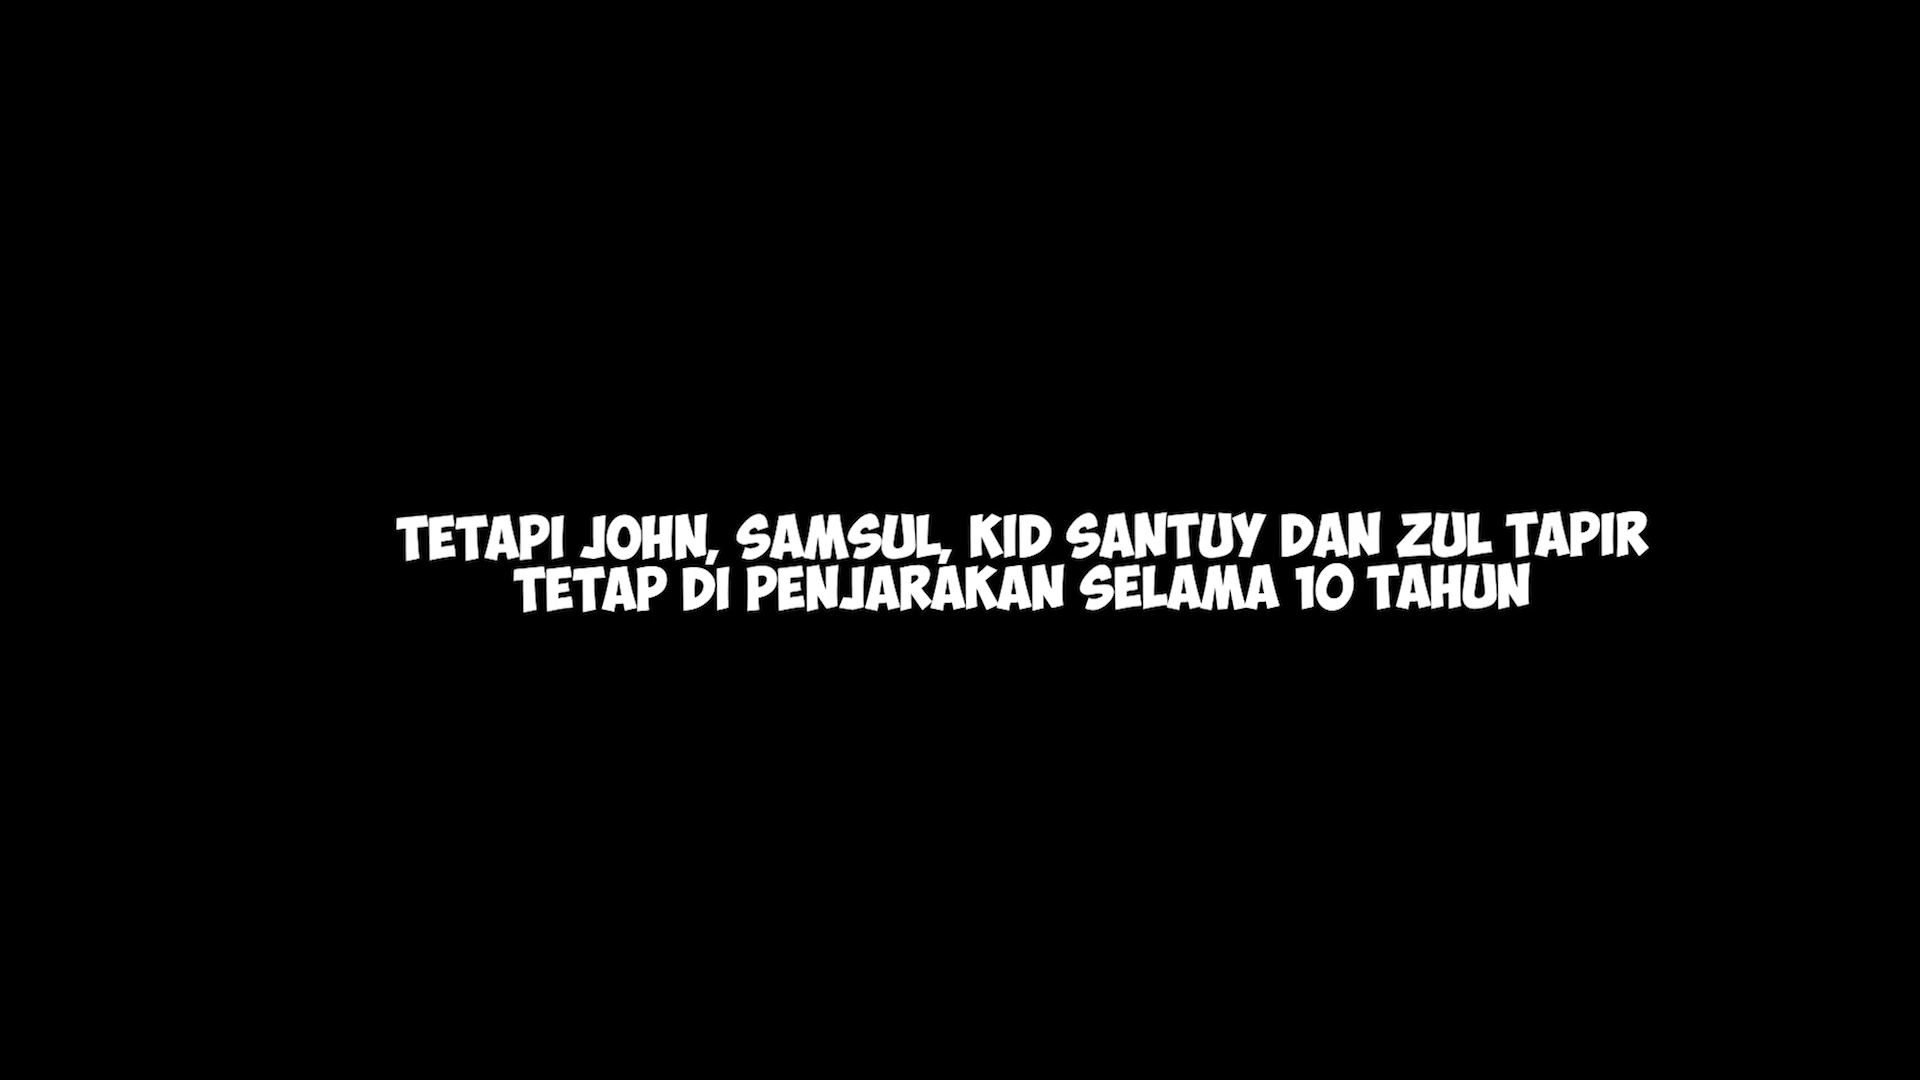 TETAPI JOHN, SAMSUL, KID SANTUY DAN ZUL TAPIR
TETAP DI PENJARAKAN SELAMA 10 TAHUN